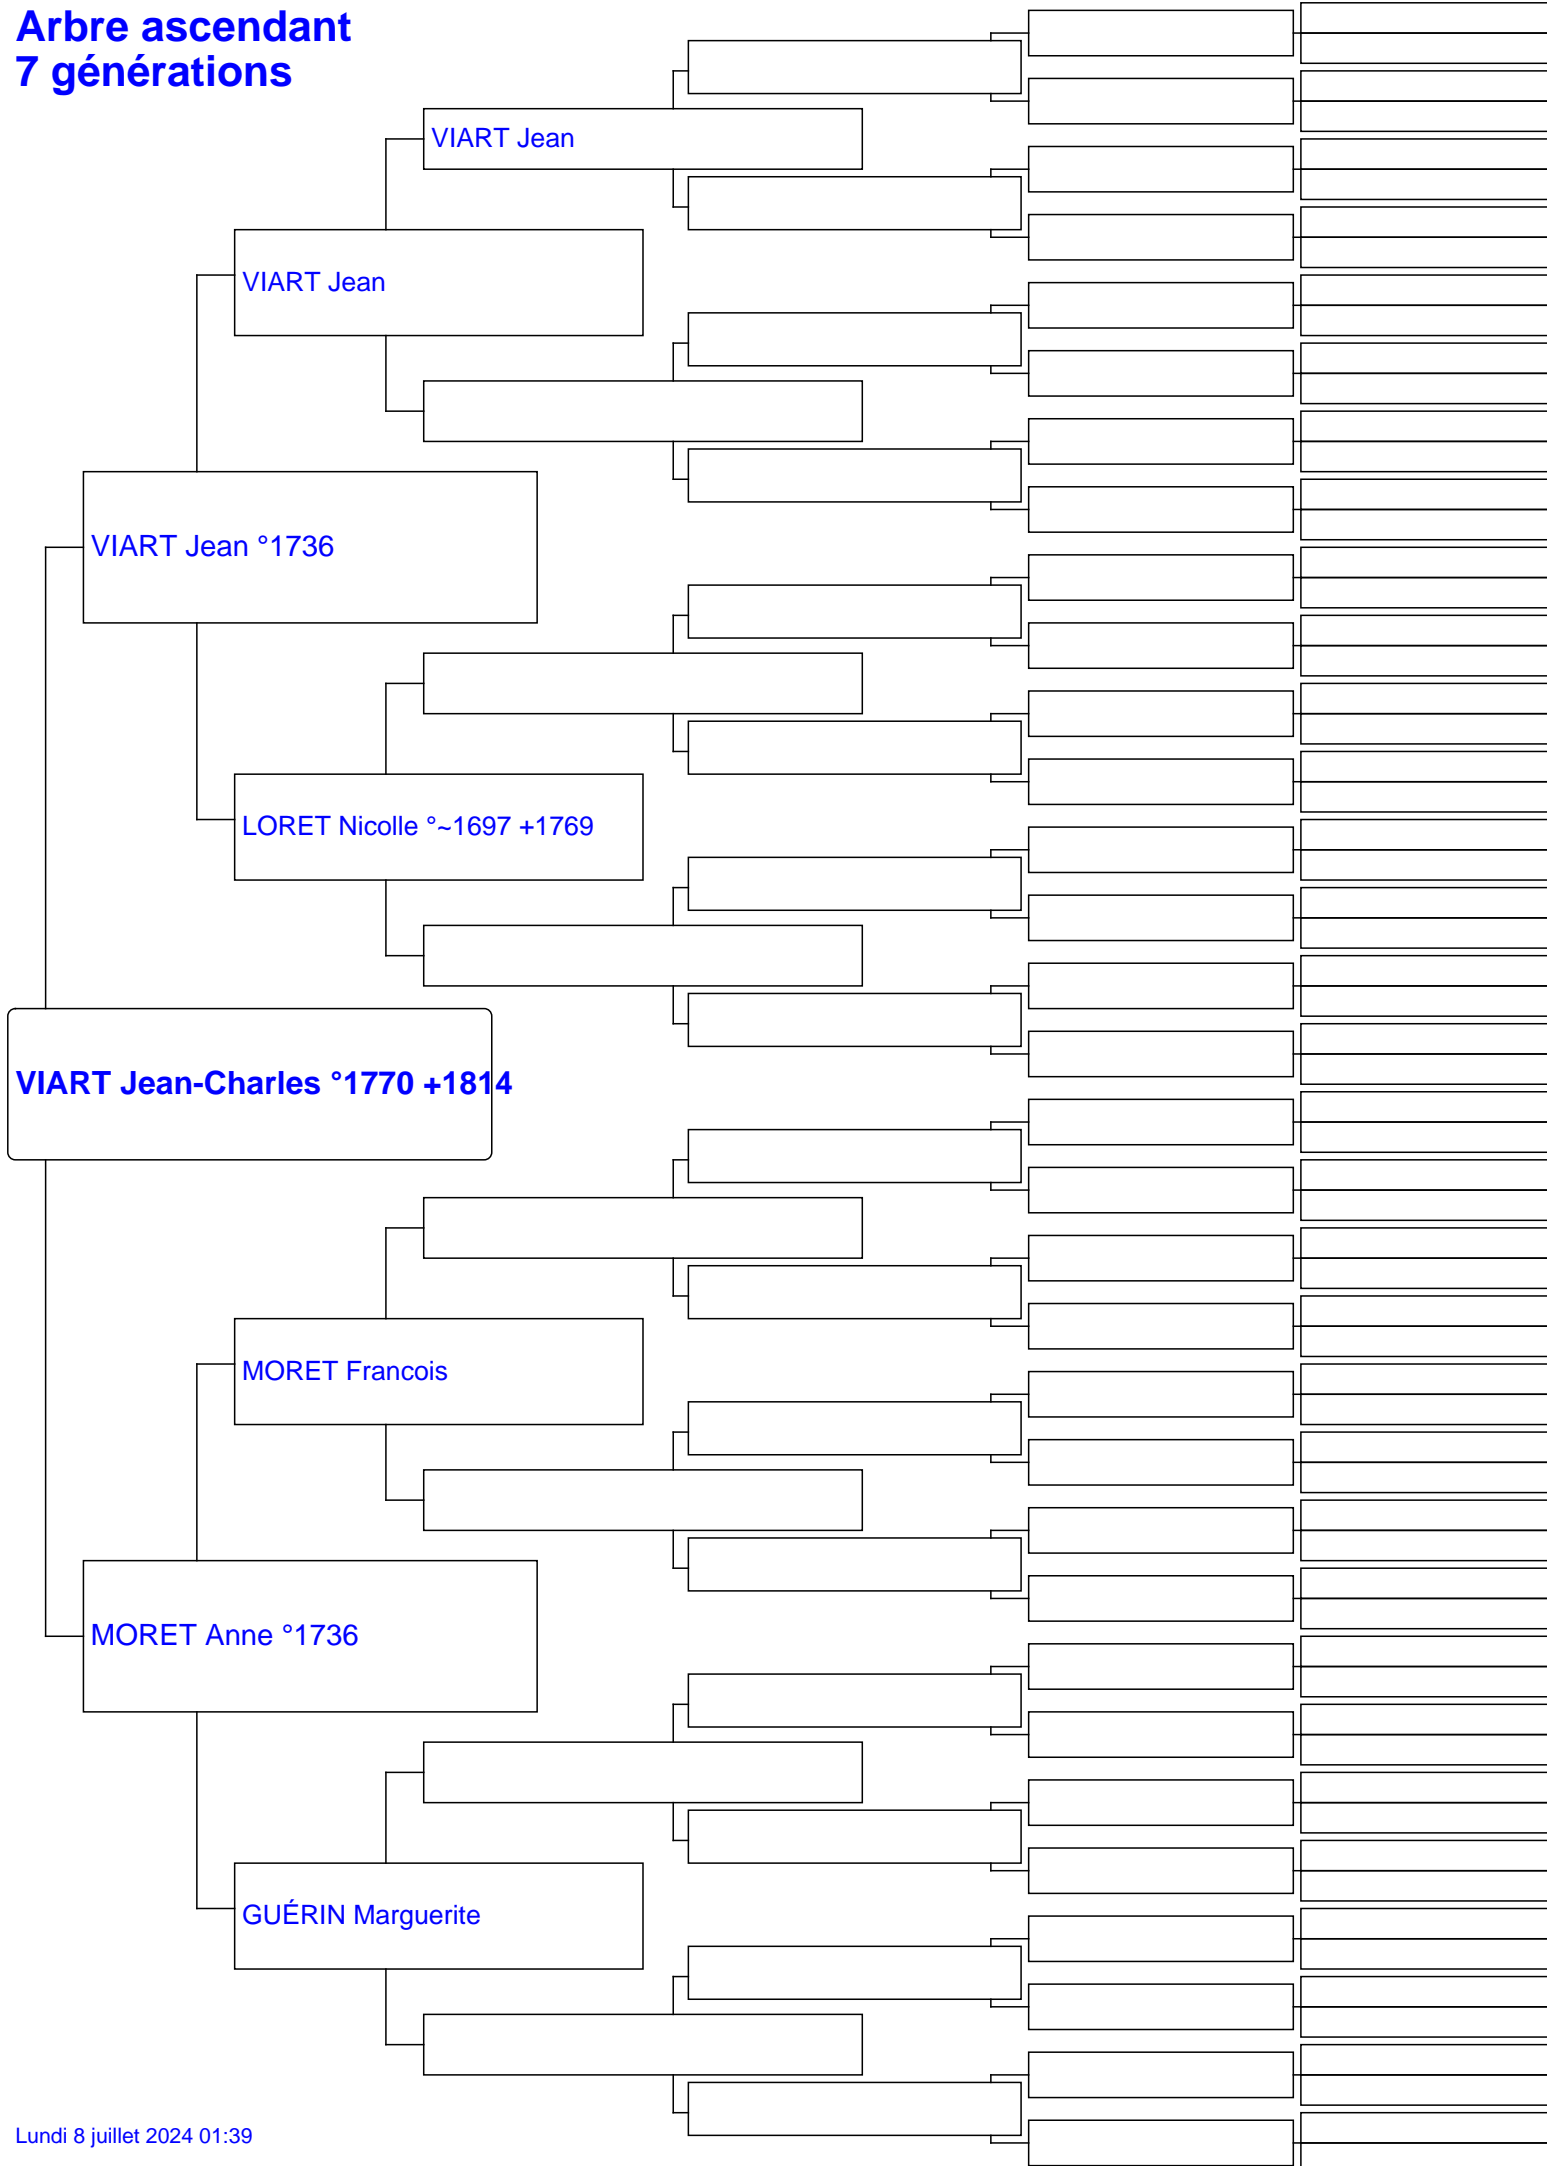 Arbre ascendant
7 générations
VIART Jean
VIART Jean
VIART Jean °1736
LORET Nicolle °~1697 +1769
VIART Jean-Charles °1770 +1814
MORET Francois
MORET Anne °1736
GUÉRIN Marguerite
Lundi 8 juillet 2024 01:39